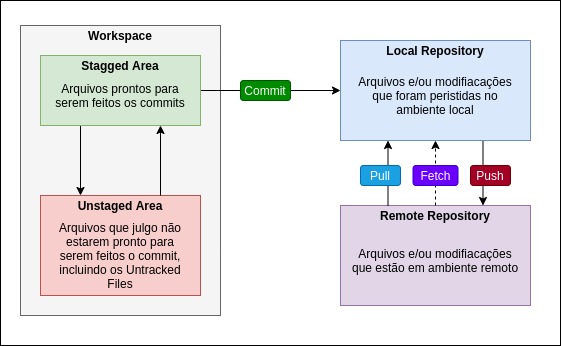 Workspace
Stagged Area
Arquivos prontos para
serem feitos os commits
Unstaged Area
Arquivos que julgo não
estarem pronto para
serem feitos o commit,
incluindo os Untracked
Files
Commit
Local Repository
Arquivos e/ou modifiacações
que foram peristidas no
ambiente local
Pull
Fetch
Push
Remote Repository
Arquivos e/ou modifiacações
que estão em ambiente remoto